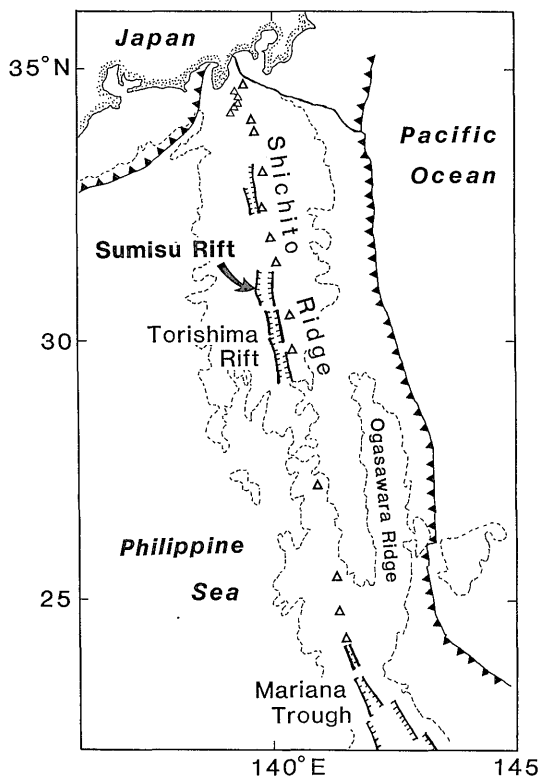 Japan
35°N
Pacific
Ocean
Shichito
Ridge
Sumisu Rift
30
Torishima
Rift
Ogasawara Ridge
Philippine
Sea
25
Mariana
Trough
140°E
145